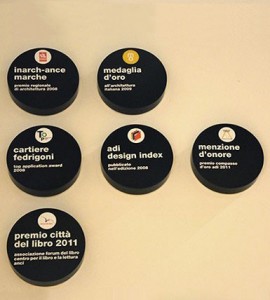 inarch-ance
marche
premio regionale
di architettura 2008
medaglia
d'oro
all'architettura
italiana 2009
cartiere
fedrigoni
top application award
2008
adi
design index
pubblicato
nell'edizione 2008
menzione
d'onore
premio compasso
d'oro adi 2011
premio città
del libro 2011
associazione forum del libro
centro per il libro e la lettura
anci